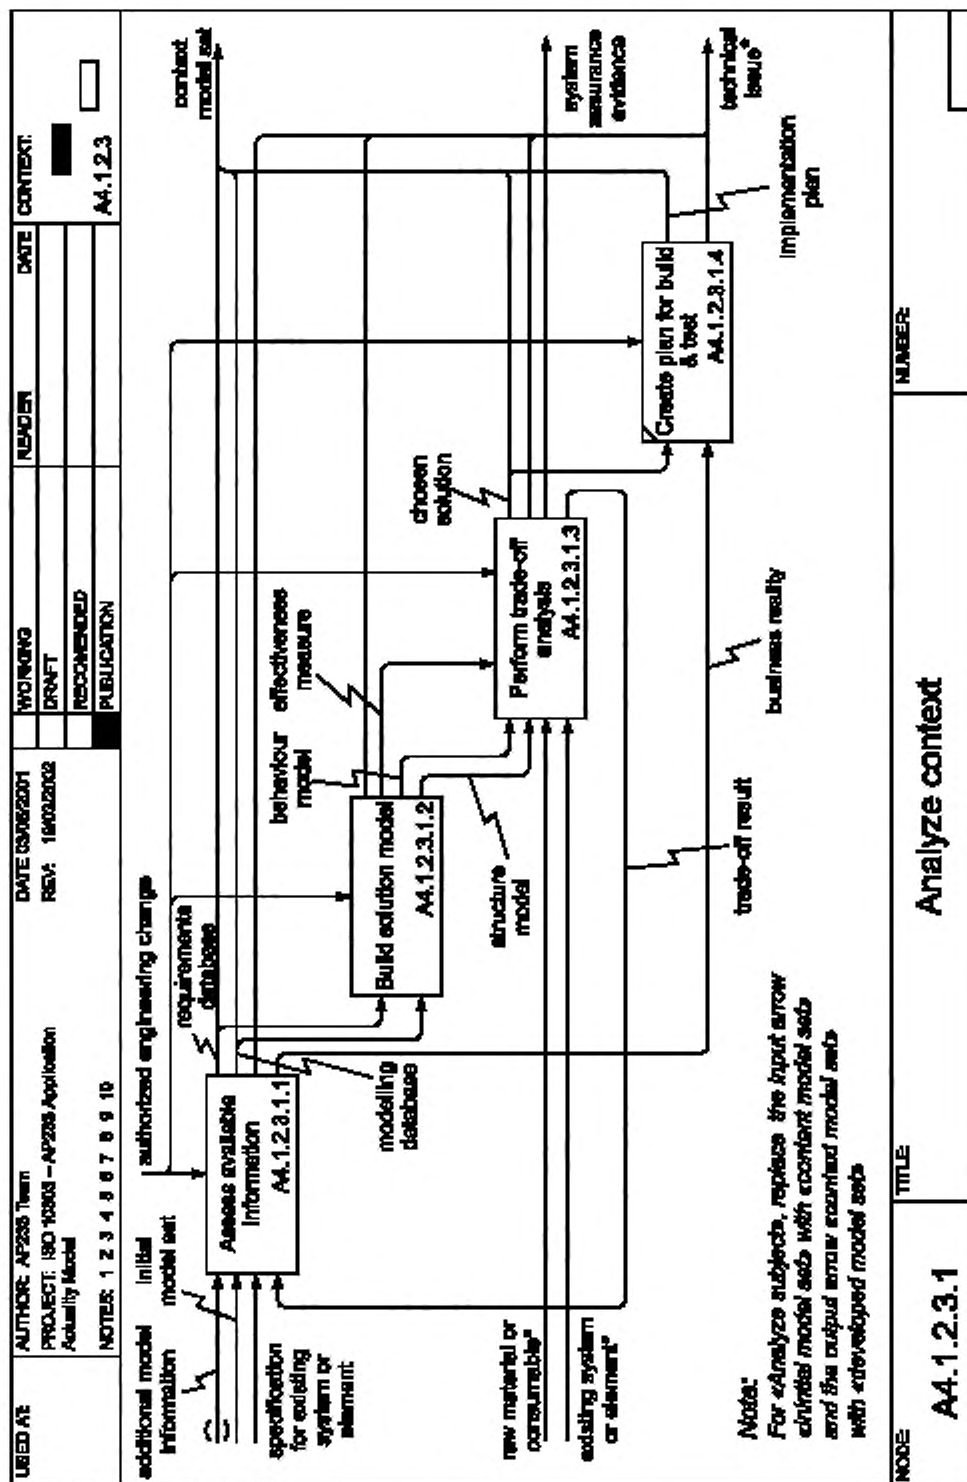 USED AT:
AUTHOR: AP233 Team
PROJECT: ISO 10303 – AP233 Application
Activity Model
NOTES: 1 2 3 4 5 6 7 8 9 10
DATE
REV:
WORKING
DRAFT
RECOMENDED
PUBLICATION
READER
DATE
CONTEXT:
A4.1.2.3
additional model
information
initial
model set
specification
for existing
system or
element
authorized engineering change
Assess available
information
A4.1.2.3.1.1
requirements
database
modelling
database
Build solution model
A4.1.2.3.1.2
behaviour
model
effectiveness
measure
structure
model
Perform trade-off
analysis
A4.1.2.3.1.3
chosen
solution
Create plan for build
& test
A4.1.2.3.1.4
context
model set
system
assurance
evidence
technical
issue*
implementation
plan
raw material or
consumable*
existing system
or element*
trade-off result
business reality
Note:
For «Analyze subject», replace the input arrow
«initial model set» with «context model set»
and the output arrow «context model set»
with «developed model set»
NODE:
A4.1.2.3.1
TITLE:
Analyze context
NUMBER: